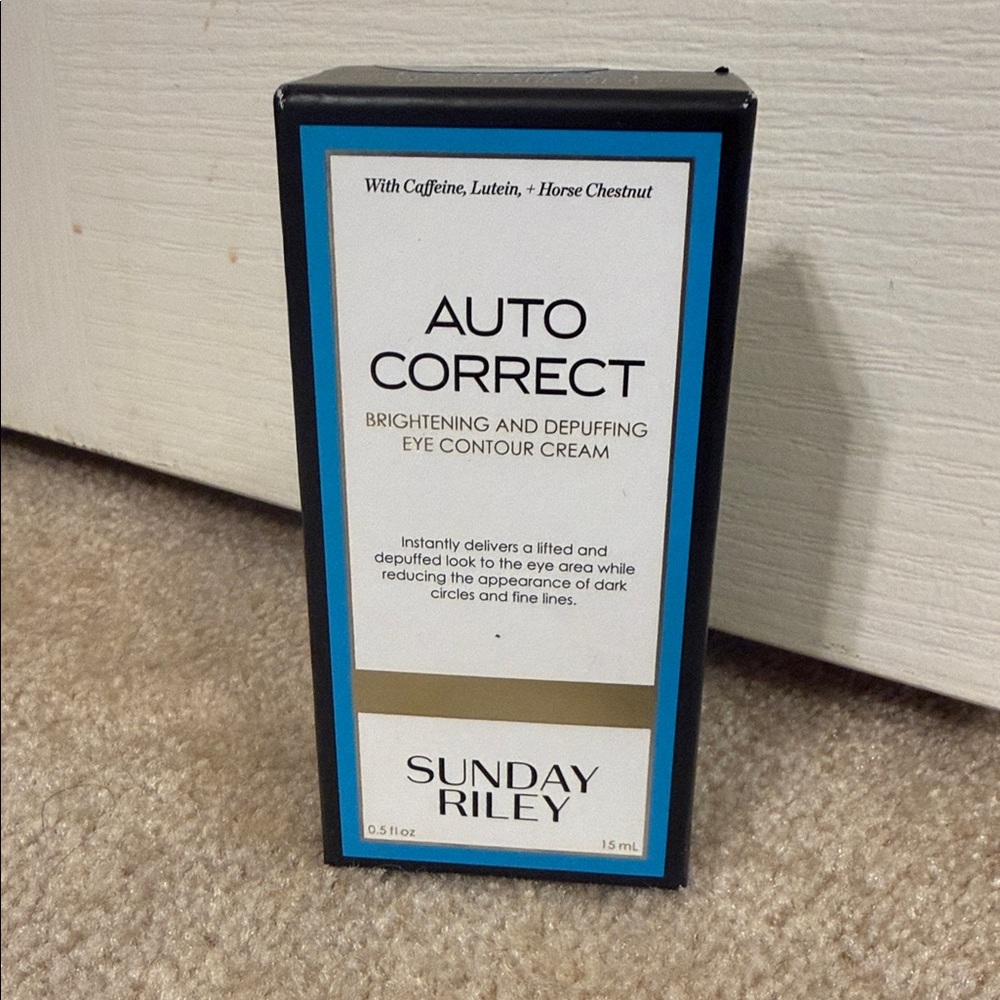 With Caffeine, Lutein, + Horse Chestnut
AUTO
CORRECT
BRIGHTENING AND DEPUFFING
EYE CONTOUR CREAM
Instantly delivers a lifted and
depuffed look to the eye area while
reducing the appearance of dark
circles and fine lines.
SUNDAY
RILEY
0.5 fl oz
15 mL